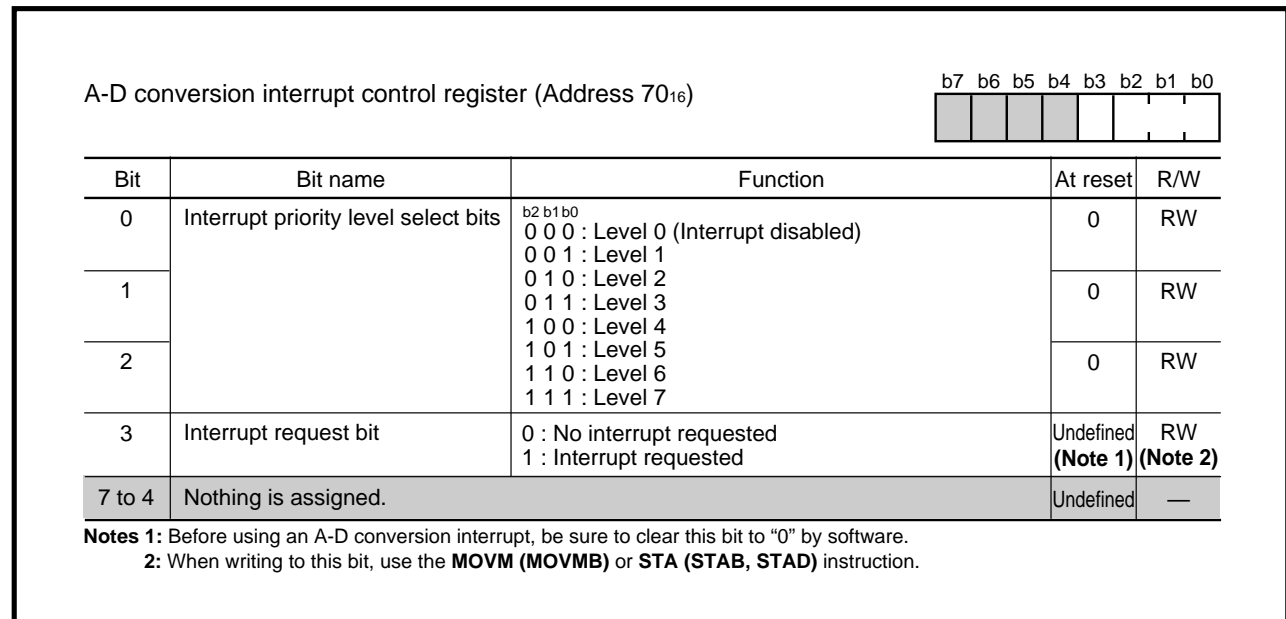 A-D conversion interrupt control register (Address 70₁₆)
b7 b6 b5 b4 b3 b2 b1 b0
Bit Bit name Function At reset R/W
0 Interrupt priority level select bits b2 b1 b0 0 RW
0 0 0 : Level 0 (Interrupt disabled)
0 0 1 : Level 1
0 1 0 : Level 2
1 0 1 1 : Level 3 0 RW
1 0 0 : Level 4
1 0 1 : Level 5
2 1 1 0 : Level 6 0 RW
1 1 1 : Level 7
3 Interrupt request bit 0 : No interrupt requested Undefined RW
1 : Interrupt requested (Note 1) (Note 2)
7 to 4 Nothing is assigned. Undefined —
Notes 1: Before using an A-D conversion interrupt, be sure to clear this bit to “0” by software.
2: When writing to this bit, use the MOVM (MOVMB) or STA (STAB, STAD) instruction.